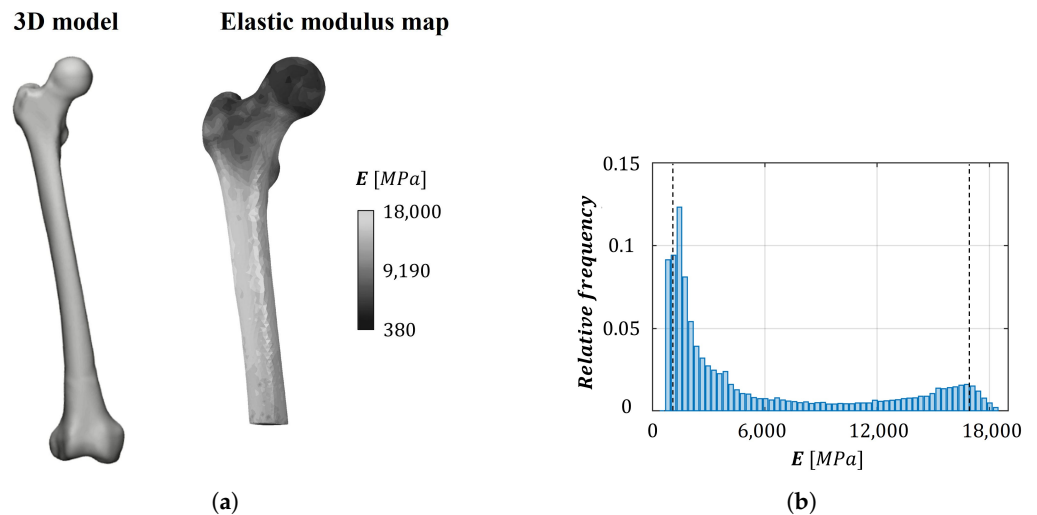 3D model
Elastic modulus map
E [MPa]
18,000
9,190
380
(a)
0.15
0.1
0.05
0
Relative frequency
0
6,000
12,000
18,000
E [MPa]
(b)